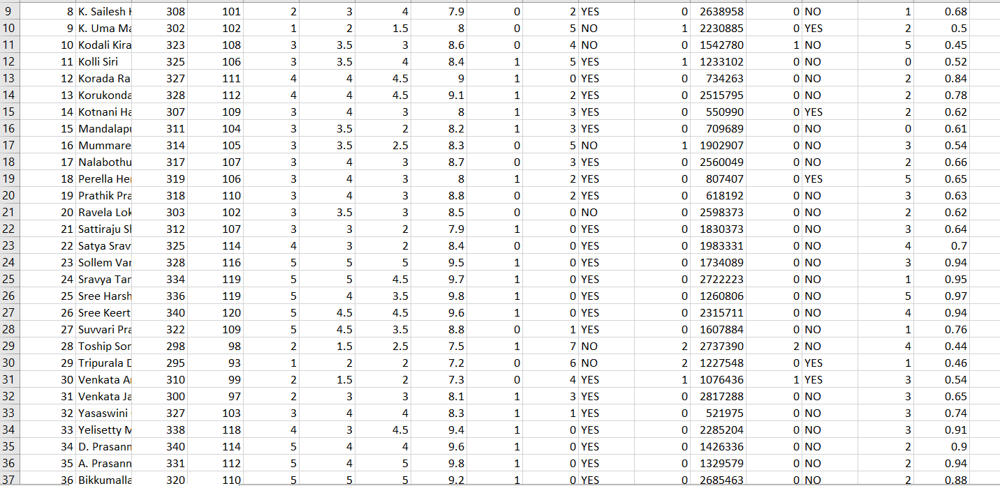 9 8 K. Sailesh 308 101 2 3 4 7.9 0 2 YES 0 2638958 0 NO 1 0.68
10 9 K. Uma Ma 302 102 1 2 1.5 8 0 5 NO 1 2230885 0 YES 2 0.5
11 10 Kodali Kira 323 108 3 3.5 3 8.6 0 4 NO 0 1542780 1 NO 5 0.45
12 11 Kolli Siri 325 106 3 3.5 4 8.4 1 5 YES 1 1233102 0 NO 0 0.52
13 12 Korada Ra 327 111 4 4 4.5 9 1 0 YES 0 734263 0 NO 2 0.84
14 13 Korukonda 328 112 4 4 4.5 9.1 1 2 YES 0 2515795 0 NO 2 0.78
15 14 Kotnani Ha 307 109 3 4 3 8 1 3 YES 0 550990 0 YES 2 0.62
16 15 Mandalapu 311 104 3 3.5 2 8.2 1 3 YES 0 709689 0 NO 0 0.61
17 16 Mummare 314 105 3 3.5 2.5 8.3 0 5 NO 1 1902907 0 NO 3 0.54
18 17 Nalabothu 317 107 3 4 3 8.7 0 3 YES 0 2560049 0 NO 2 0.66
19 18 Perella He 319 106 3 4 3 8 1 2 YES 0 807407 0 YES 5 0.65
20 19 Prathik Pra 318 110 3 4 3 8.8 0 2 YES 0 618192 0 NO 3 0.63
21 20 Ravela Lok 303 102 3 3.5 3 8.5 0 0 NO 0 2598373 0 NO 2 0.62
22 21 Sattiraju Sl 312 107 3 3 2 7.9 1 0 YES 0 1830373 0 NO 3 0.64
23 22 Satya Srav 325 114 4 3 2 8.4 0 0 YES 0 1983331 0 NO 4 0.7
24 23 Sollem Var 328 116 5 5 5 9.5 1 0 YES 0 1734089 0 NO 3 0.94
25 24 Sravya Tar 334 119 5 5 4.5 9.7 1 0 YES 0 2722223 0 NO 1 0.95
26 25 Sree Harsh 336 119 5 4 3.5 9.8 1 0 YES 0 1260806 0 NO 5 0.97
27 26 Sree Keert 340 120 5 4.5 4.5 9.6 1 0 YES 0 2315711 0 NO 4 0.94
28 27 Suvvari Pra 322 109 5 4.5 3.5 8.8 0 1 YES 0 1607884 0 NO 1 0.76
29 28 Toship Sor 298 98 2 1.5 2.5 7.5 1 7 NO 2 2737390 2 NO 4 0.44
30 29 Tripurala D 295 93 1 2 2 7.2 0 6 NO 2 1227548 0 YES 1 0.46
31 30 Venkata A 310 99 2 1.5 2 7.3 0 4 YES 1 1076436 1 YES 3 0.54
32 31 Venkata Ja 300 97 2 3 3 8.1 1 3 YES 0 2817288 0 NO 3 0.65
33 32 Yasaswini 327 103 3 4 4 8.3 1 1 YES 0 521975 0 NO 3 0.74
34 33 Yelisetty M 338 118 4 3 4.5 9.4 1 0 YES 0 2285204 0 NO 3 0.91
35 34 D. Prasann 340 114 5 4 4 9.6 1 0 YES 0 1426336 0 NO 2 0.9
36 35 A. Prasann 331 112 5 4 5 9.8 1 0 YES 0 1329579 0 NO 2 0.94
37 36 Bikkumalla 320 110 5 5 5 9.2 1 0 YES 0 2685463 0 NO 2 0.88